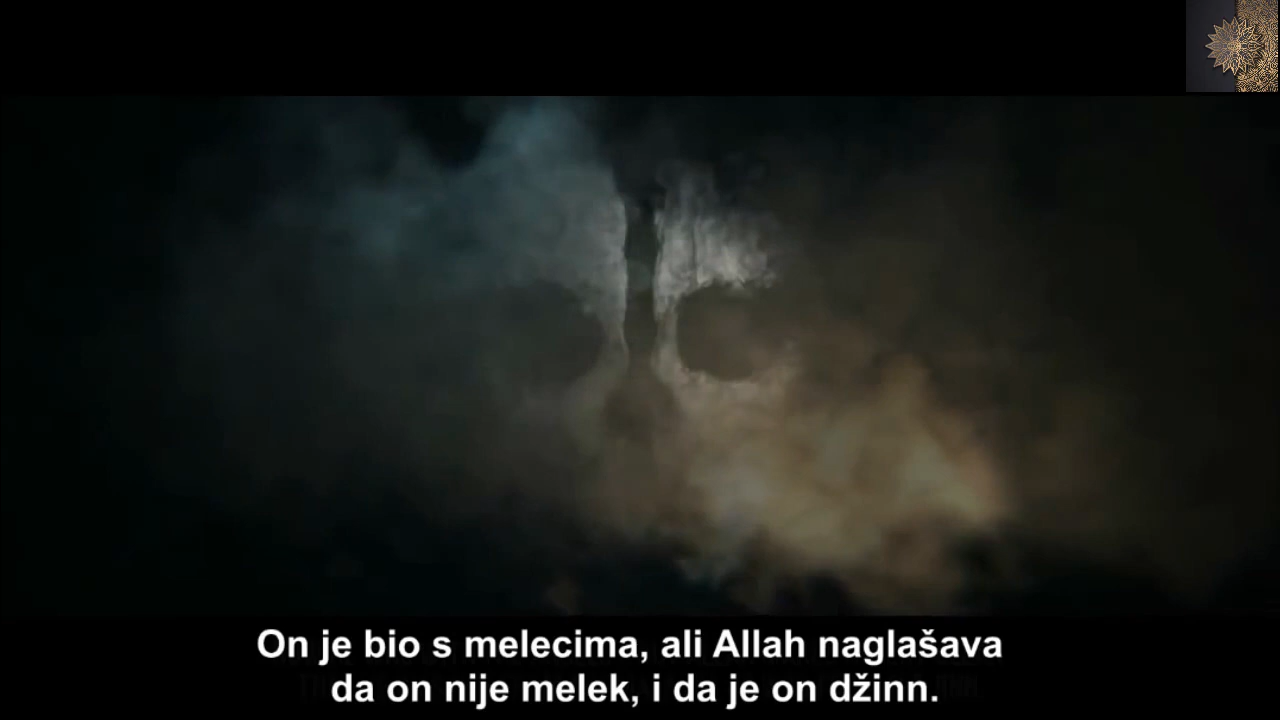 On je bio s melecima, ali Allah naglašava
da on nije melek, i da je on džinn.